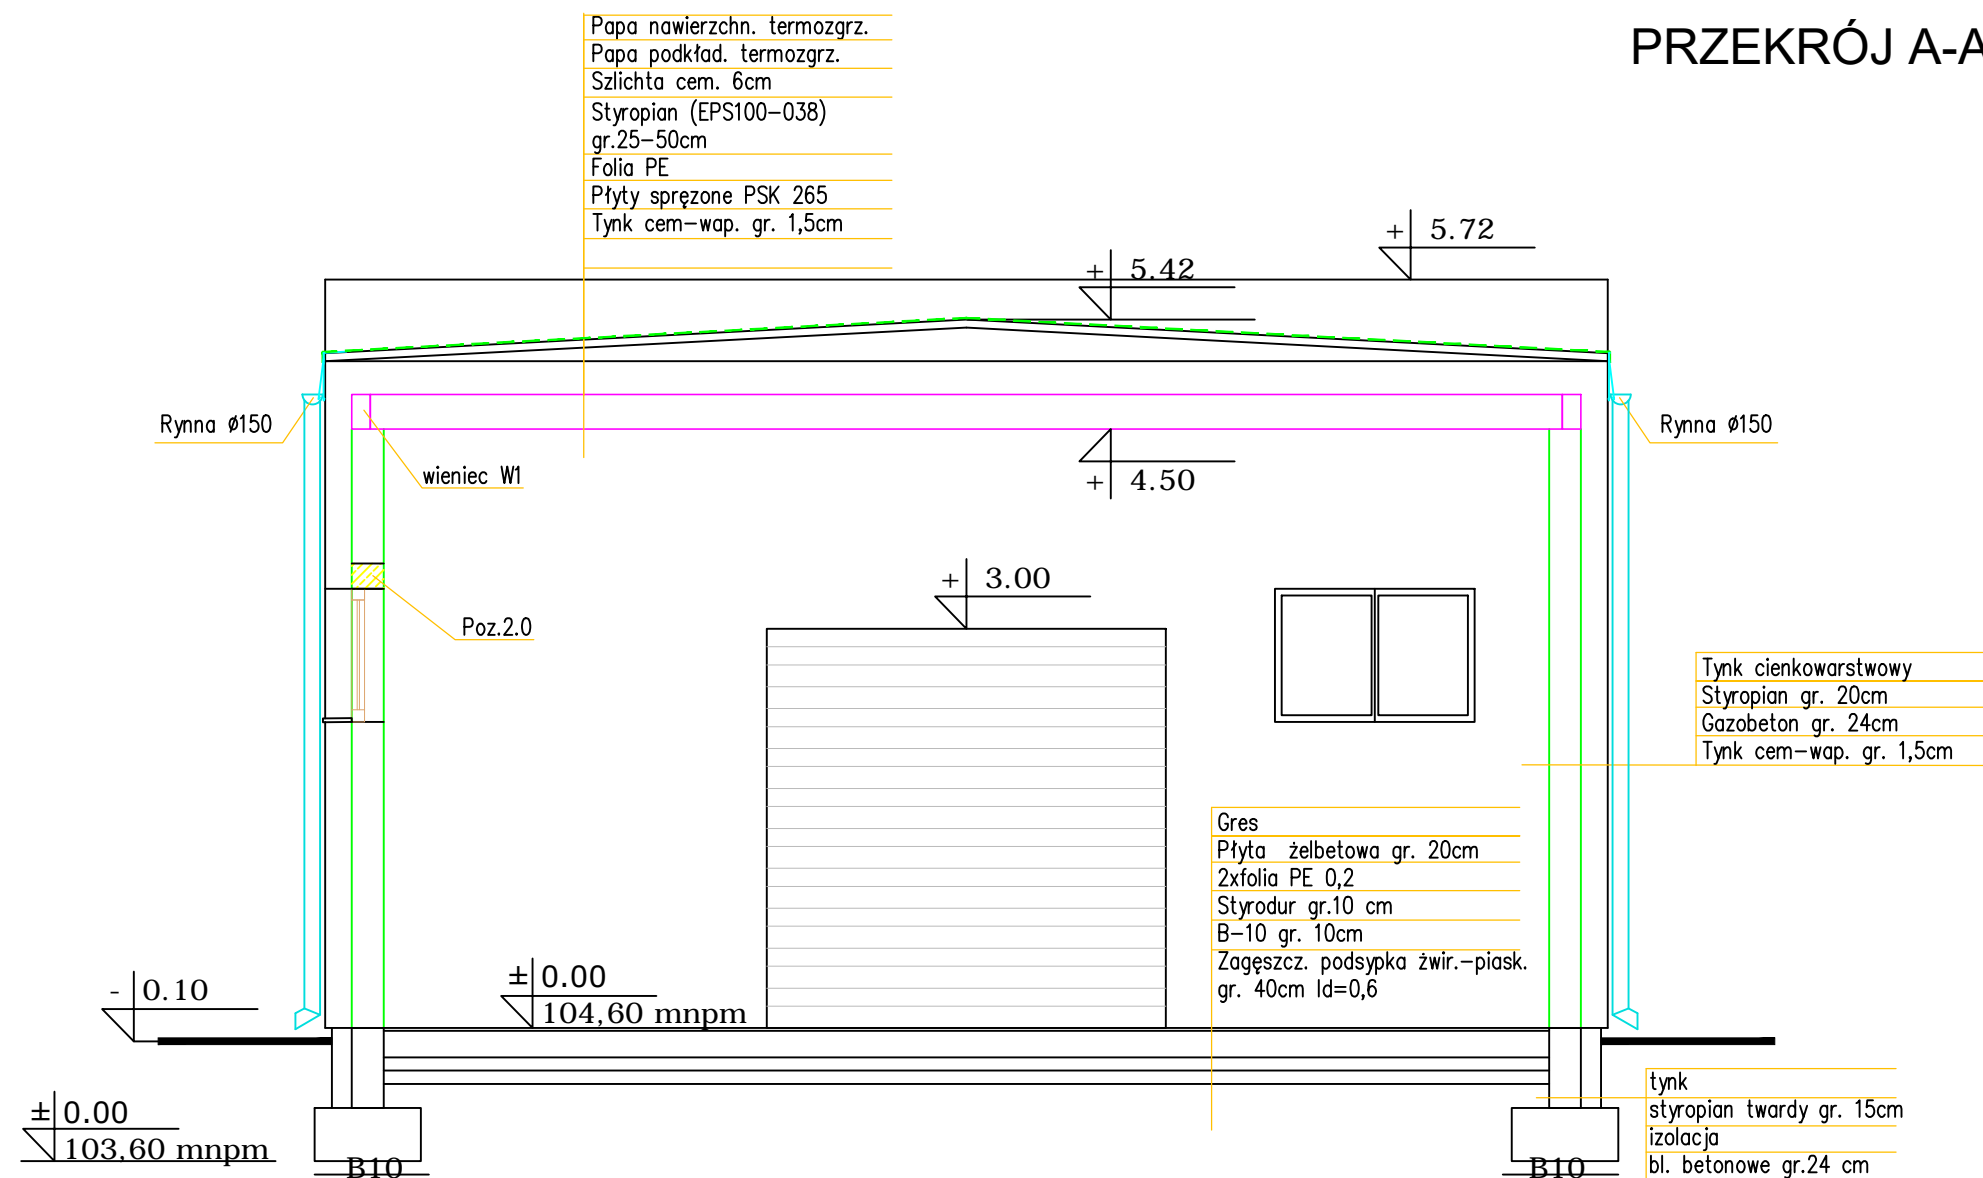 PRZEKRÓJ A-A
Papa nawierzchn. termozgrz.
Papa podkład. termozgrz.
Szlichta cem. 6cm
Styropian (EPS100-038)
gr.25-50cm
Folia PE
Płyty spręzone PSK 265
Tynk cem-wap. gr. 1,5cm
+ 5.72
+ 5.42
Rynna Ø150
Rynna Ø150
wieniec W1
+ 4.50
+ 3.00
Poz.2.0
Tynk cienkowarstwowy
Styropian gr. 20cm
Gazobeton gr. 24cm
Tynk cem-wap. gr. 1,5cm
Gres
Płyta żelbetowa gr. 20cm
2xfolia PE 0,2
Styrodur gr.10 cm
B-10 gr. 10cm
Zagęszcz. podsypka żwir.-piask.
gr. 40cm Id=0,6
- 0.10
± 0.00
104,60 mnpm
± 0.00
103,60 mnpm
B10
B10
tynk
styropian twardy gr. 15cm
izolacja
bl. betonowe gr.24 cm